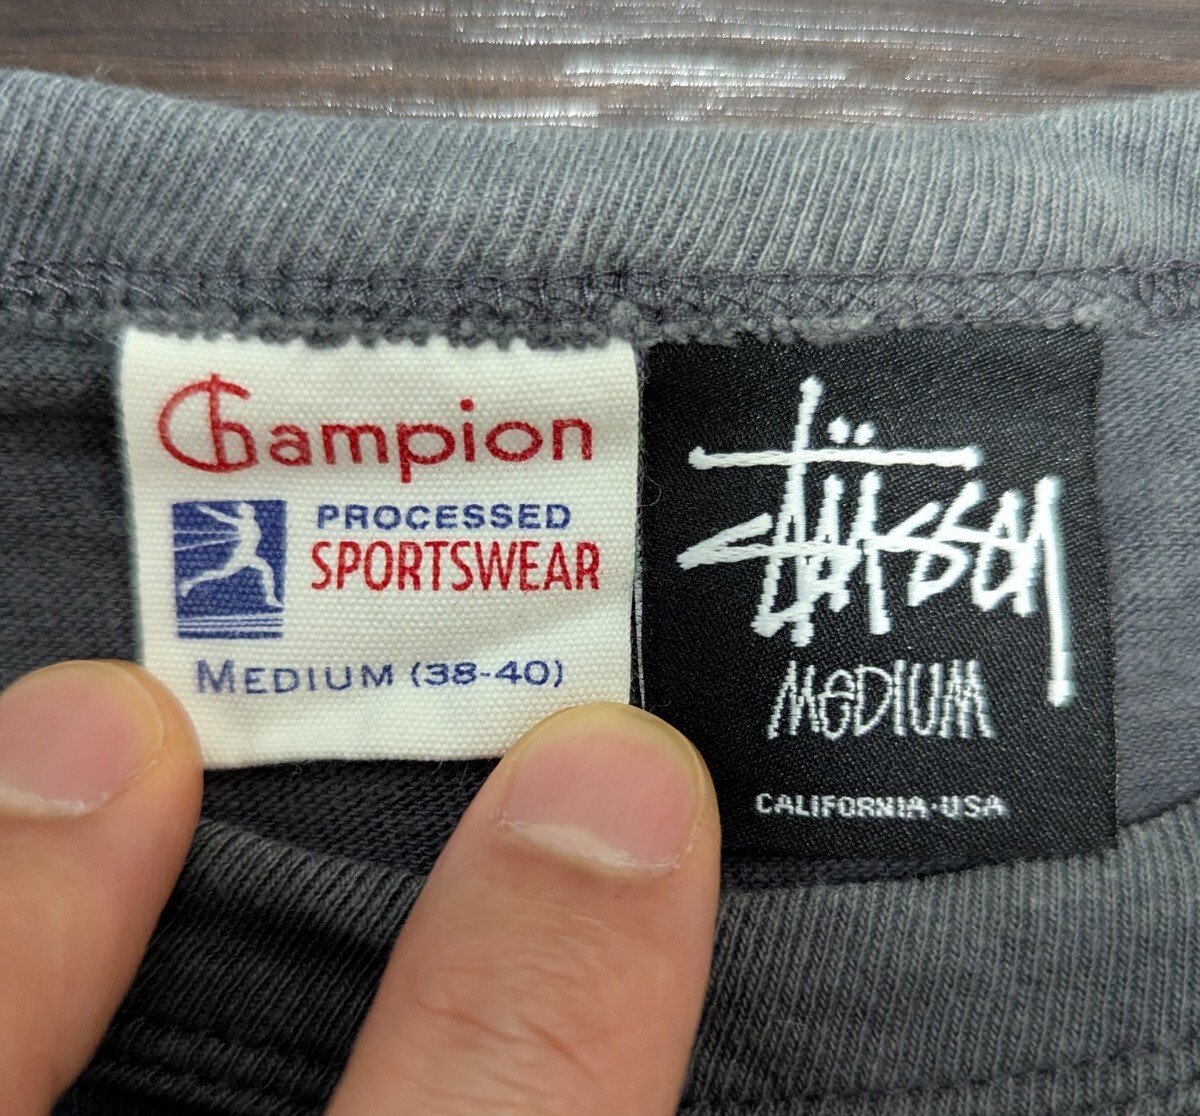 Champion
PROCESSED
SPORTSWEAR
MEDIUM (38-40)
Stüssy
MEDIUM
CALIFORNIA·USA